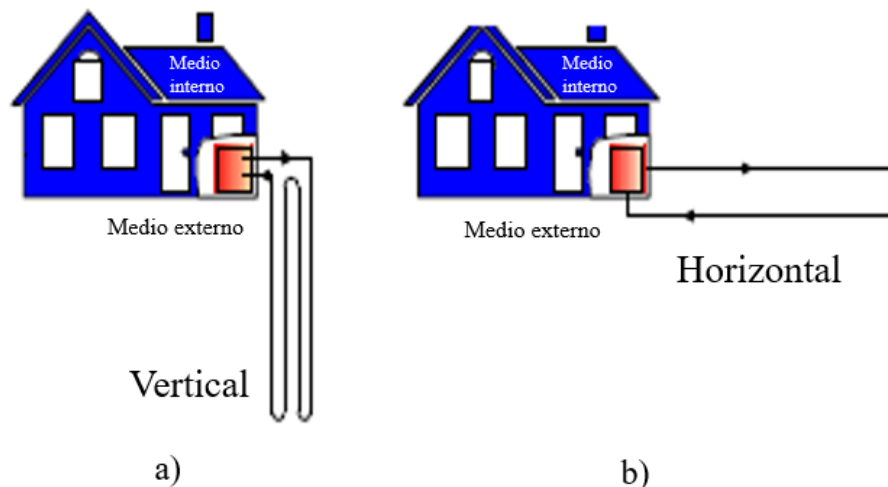 Medio
interno
Medio
interno
Medio externo
Medio externo
Horizontal
Vertical
a)
b)